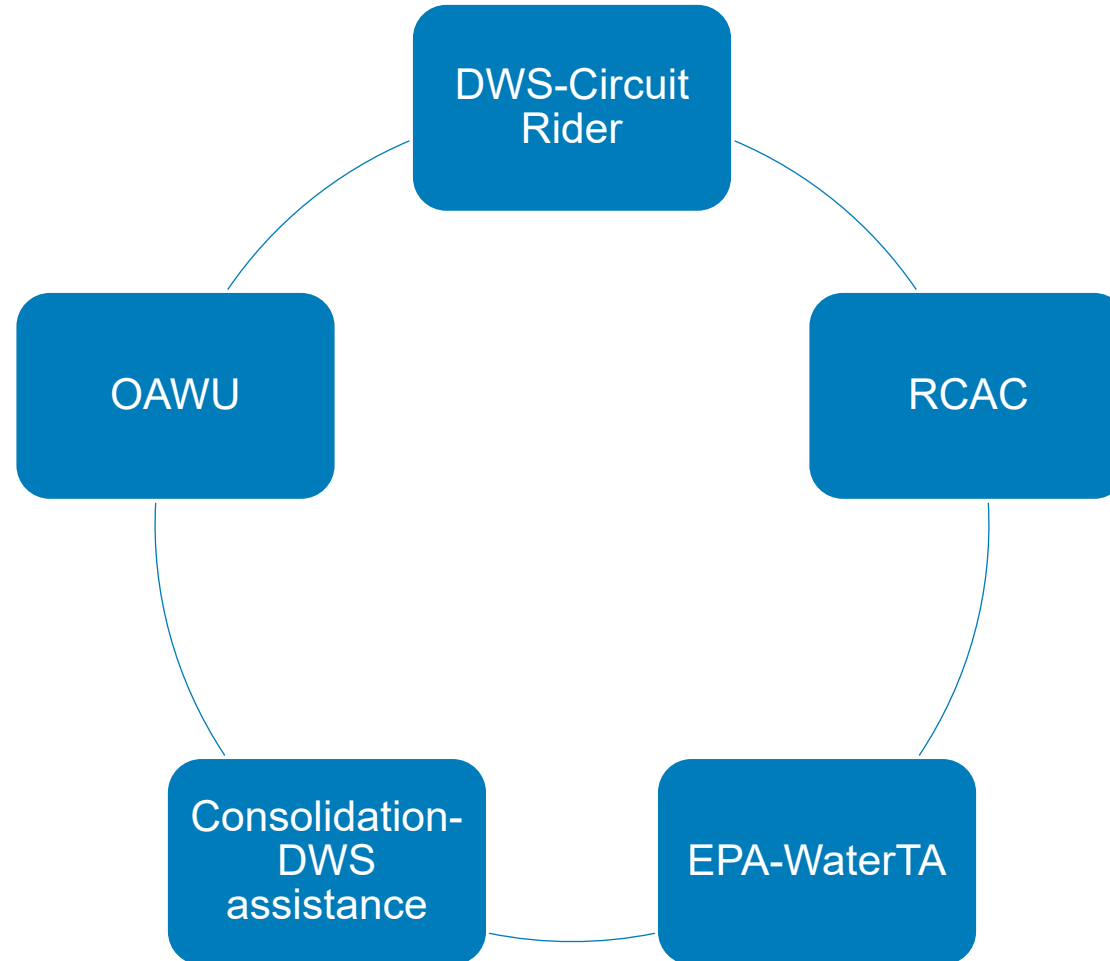 DWS-Circuit
Rider
OAWU
RCAC
Consolidation-
DWS
assistance
EPA-WaterTA